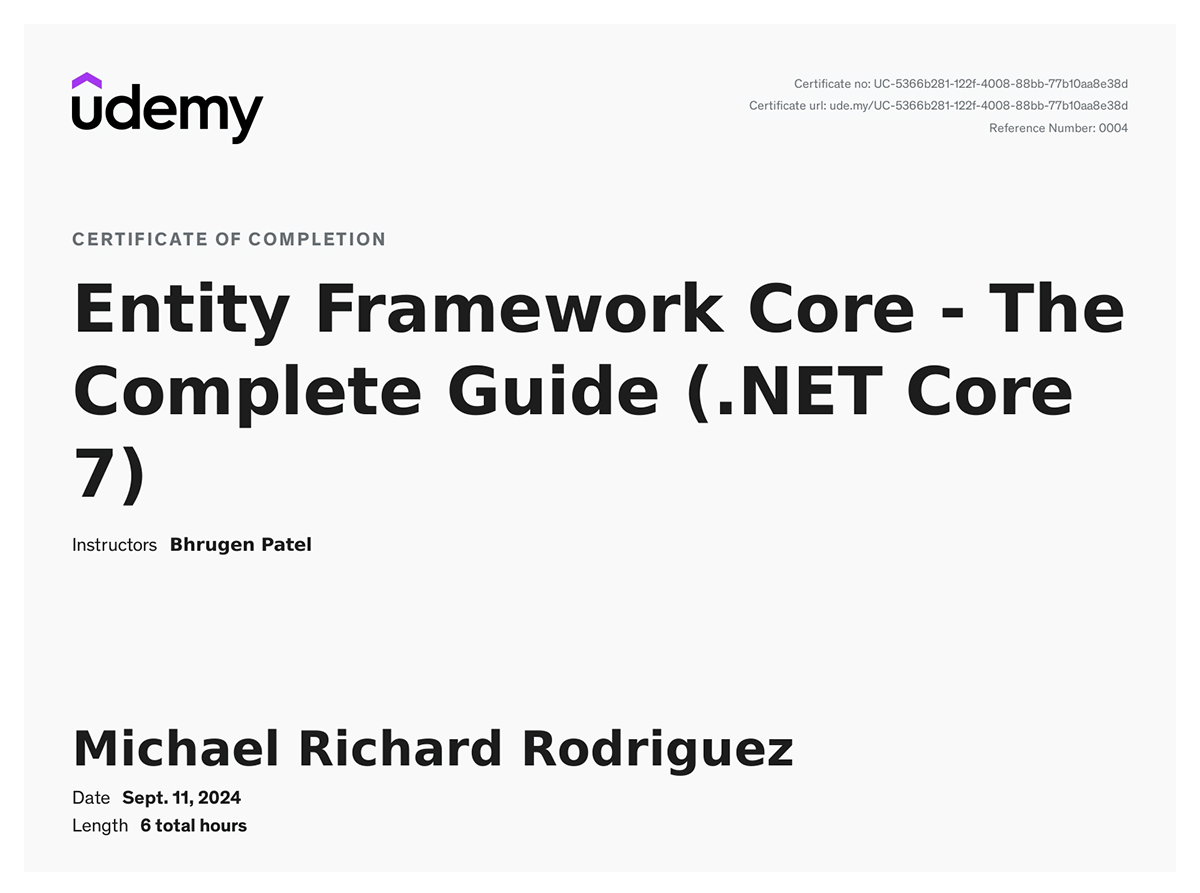 udemy
Certificate no: UC-5366b281-122f-4008-88bb-77b10aa8e38d
Certificate url: ude.my/UC-5366b281-122f-4008-88bb-77b10aa8e38d
Reference Number: 0004
CERTIFICATE OF COMPLETION
Entity Framework Core - The
Complete Guide (.NET Core
7)
Instructors Bhrugen Patel
Michael Richard Rodriguez
Date Sept. 11, 2024
Length 6 total hours